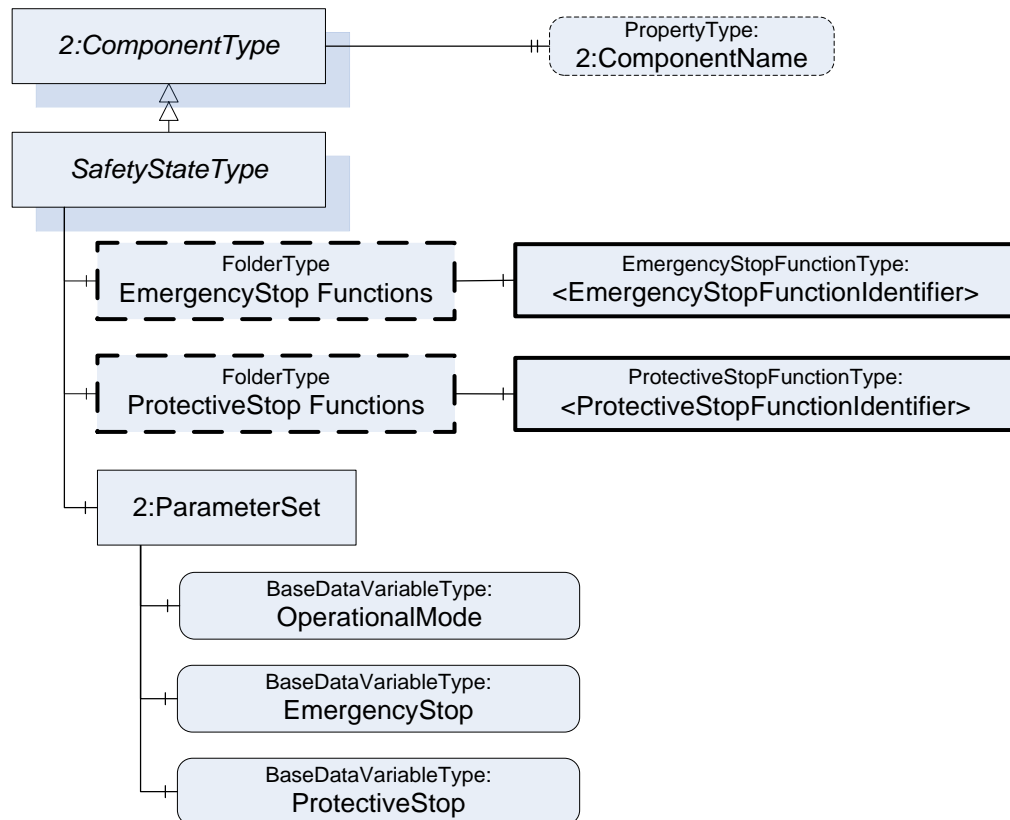 2:ComponentType
PropertyType:
2:ComponentName
SafetyStateType
FolderType
EmergencyStop Functions
EmergencyStopFunctionType:
<EmergencyStopFunctionIdentifier>
FolderType
ProtectiveStop Functions
ProtectiveStopFunctionType:
<ProtectiveStopFunctionIdentifier>
2:ParameterSet
BaseDataVariableType:
OperationalMode
BaseDataVariableType:
EmergencyStop
BaseDataVariableType:
ProtectiveStop